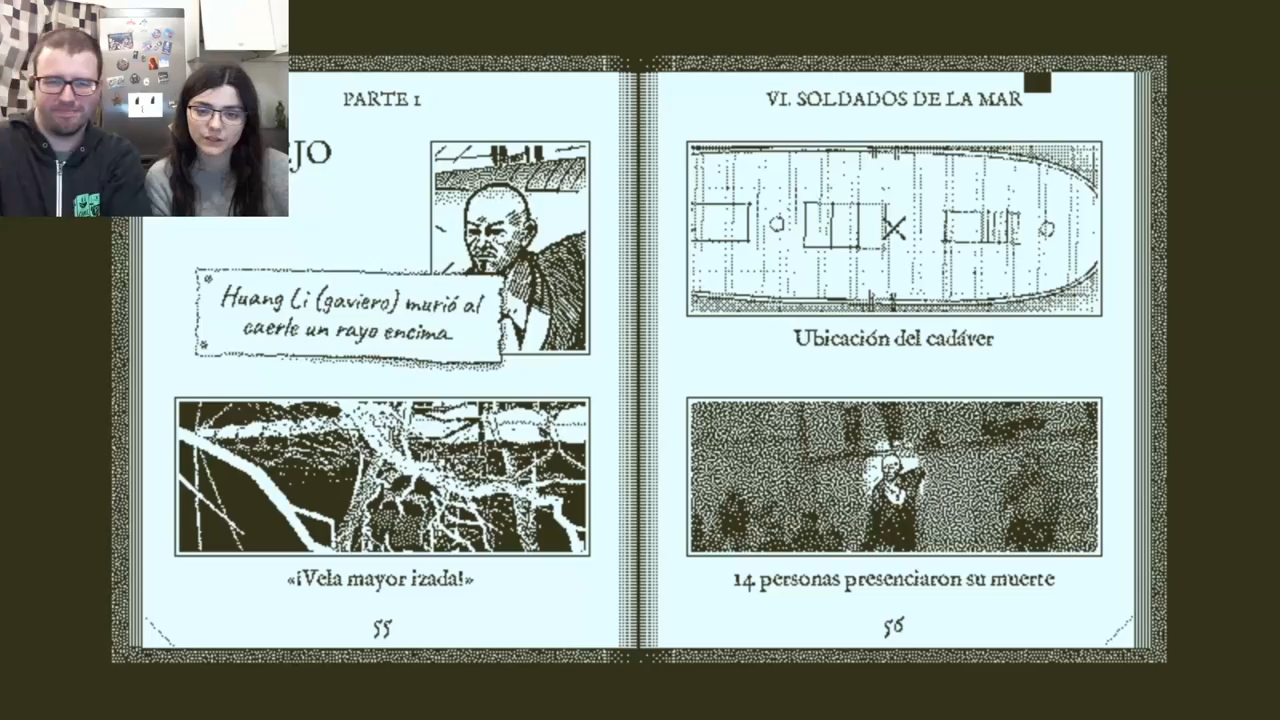 PARTE 1
Huang Li (gaviero) murió al
caerle un rayo encima
«¡Vela mayor izada!»
55
VI. SOLDADOS DE LA MAR
Ubicación del cadáver
14 personas presenciaron su muerte
56